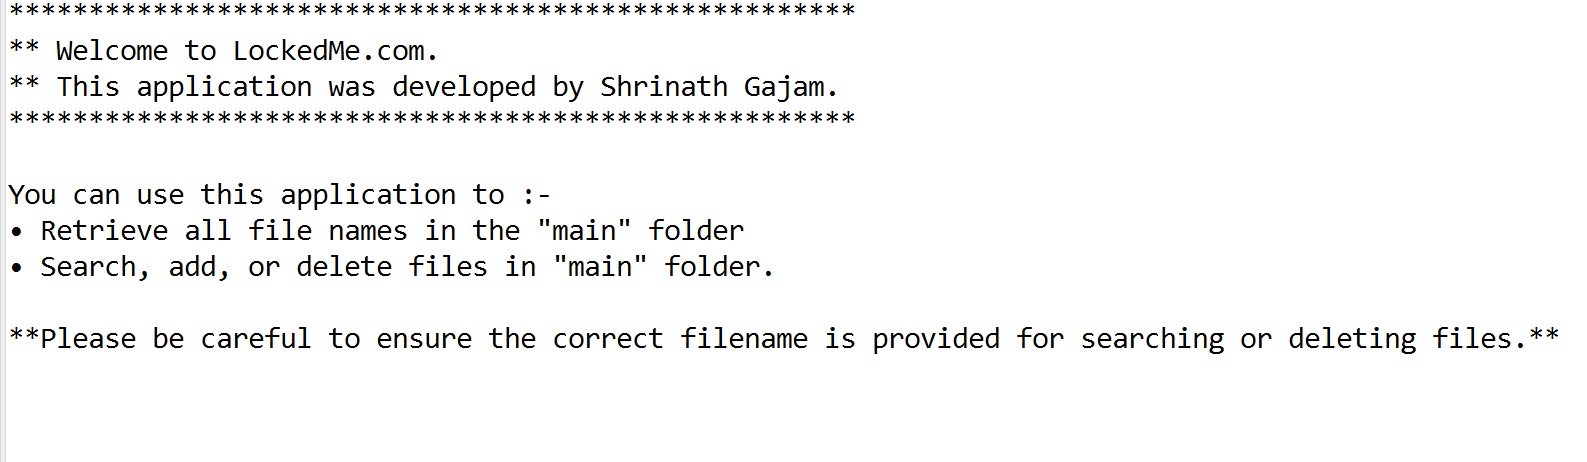 *****************************************************
** Welcome to LockedMe.com.
** This application was developed by Shrinath Gajam.
*****************************************************
You can use this application to :-
• Retrieve all file names in the "main" folder
• Search, add, or delete files in "main" folder.
**Please be careful to ensure the correct filename is provided for searching or deleting files.**